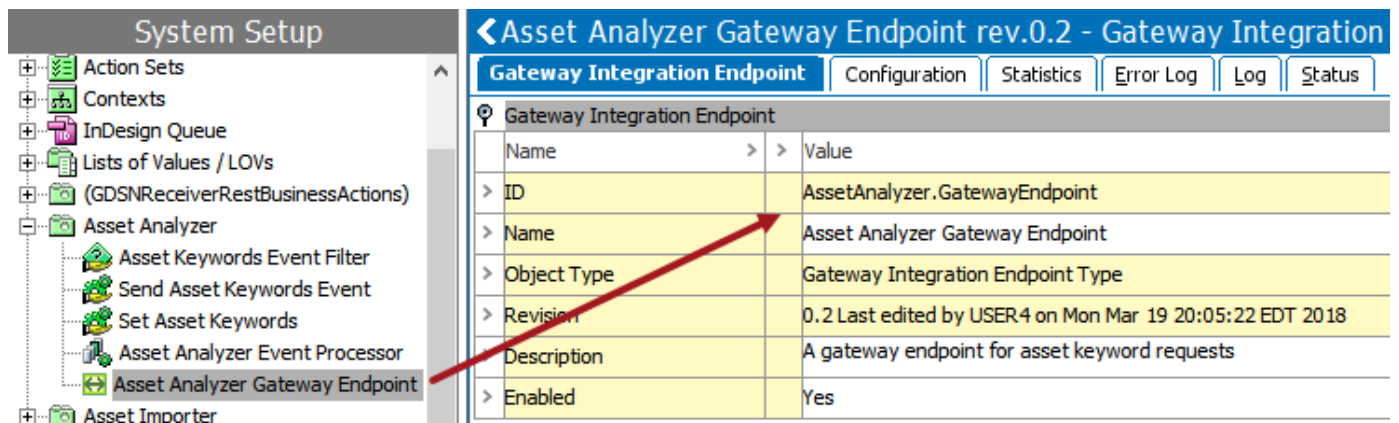 System Setup
Action Sets
Contexts
InDesign Queue
Lists of Values / LOVs
(GDSNReceiverRestBusinessActions)
Asset Analyzer
Asset Keywords Event Filter
Send Asset Keywords Event
Set Asset Keywords
Asset Analyzer Event Processor
Asset Analyzer Gateway Endpoint
Asset Importer
Asset Analyzer Gateway Endpoint rev.0.2 - Gateway Integration
Gateway Integration Endpoint Configuration Statistics Error Log Log Status
Gateway Integration Endpoint
Name > > Value
> ID AssetAnalyzer.GatewayEndpoint
> Name Asset Analyzer Gateway Endpoint
> Object Type Gateway Integration Endpoint Type
> Revision 0.2 Last edited by USER4 on Mon Mar 19 20:05:22 EDT 2018
> Description A gateway endpoint for asset keyword requests
> Enabled Yes